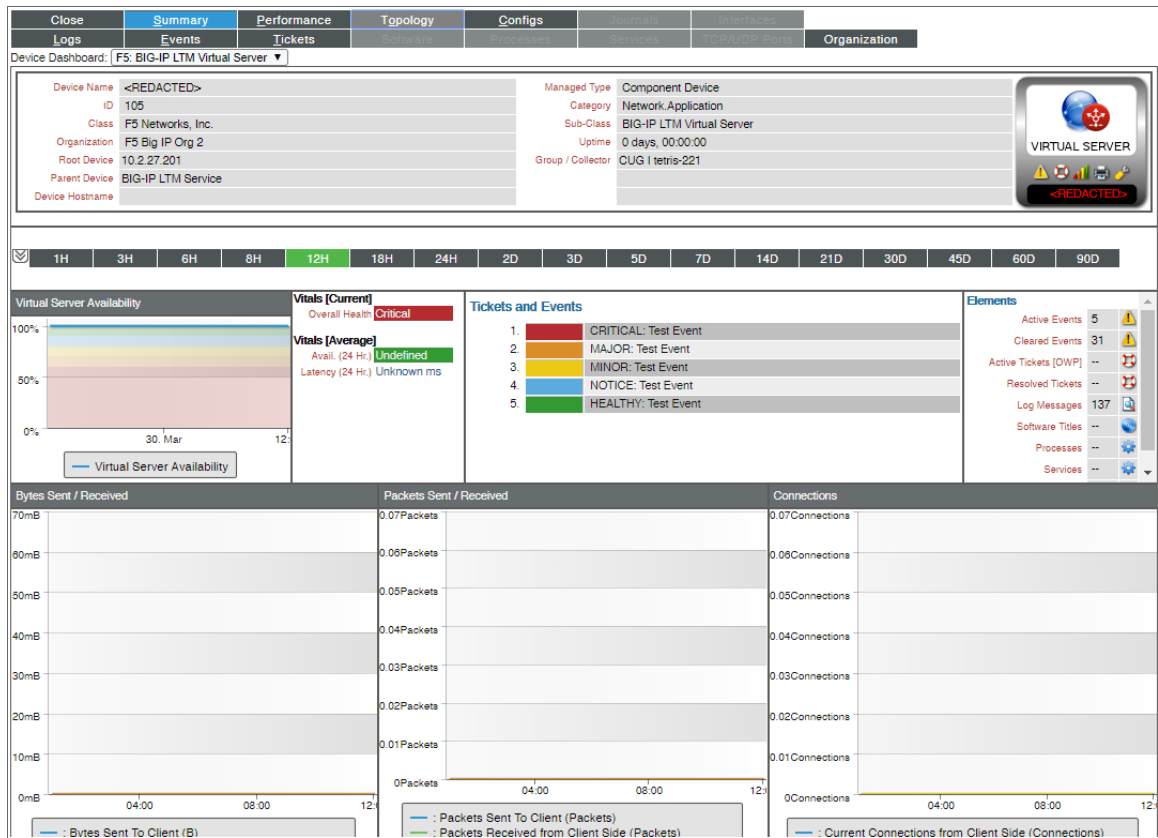 Close Summary Performance Topology Configs Journals Interfaces
Logs Events Tickets Software Processes Services TCP/UDP Ports Organization
Device Dashboard: F5: BIG-IP LTM Virtual Server ▼
Device Name <REDACTED> Managed Type Component Device
ID 105 Category Network.Application
Class F5 Networks, Inc. Sub-Class BIG-IP LTM Virtual Server
Organization F5 Big IP Org 2 Uptime 0 days, 00:00:00
Root Device 10.2.27.201 Group / Collector CUG | tetris-221
Parent Device BIG-IP LTM Service
Device Hostname
VIRTUAL SERVER
<REDACTED>
1H 3H 6H 8H 12H 18H 24H 2D 3D 5D 7D 14D 21D 30D 45D 60D 90D
Virtual Server Availability
100%
50%
0%
30. Mar 12:
Virtual Server Availability
Vitals [Current]
Overall Health Critical
Vitals [Average]
Avail. (24 Hr.) Undefined
Latency (24 Hr.) Unknown ms
Tickets and Events
1. CRITICAL: Test Event
2. MAJOR: Test Event
3. MINOR: Test Event
4. NOTICE: Test Event
5. HEALTHY: Test Event
Elements
Active Events 5
Cleared Events 31
Active Tickets [OWP] --
Resolved Tickets --
Log Messages 137
Software Titles --
Processes --
Services --
Bytes Sent / Received
70mB
60mB
50mB
40mB
30mB
20mB
10mB
0mB
04:00 08:00 12:
: Bytes Sent To Client (B)
Packets Sent / Received
0.07Packets
0.06Packets
0.05Packets
0.04Packets
0.03Packets
0.02Packets
0.01Packets
0Packets
04:00 08:00 12:
: Packets Sent To Client (Packets)
: Packets Received from Client Side (Packets)
Connections
0.07Connections
0.06Connections
0.05Connections
0.04Connections
0.03Connections
0.02Connections
0.01Connections
0Connections
04:00 08:00 12:
: Current Connections from Client Side (Connections)